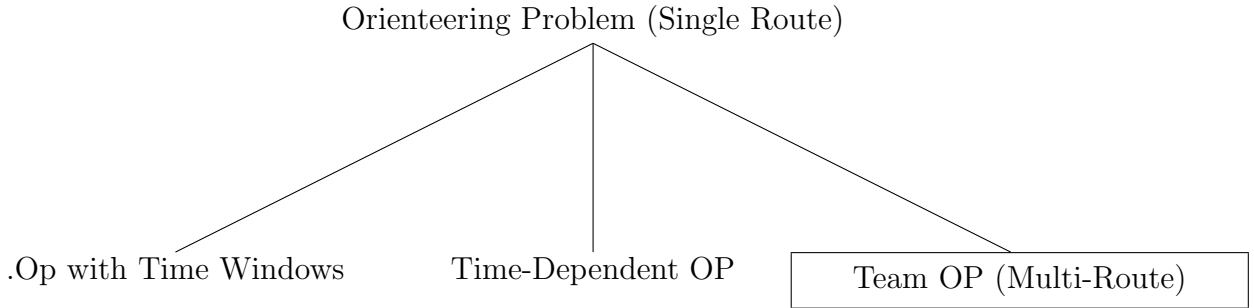 Orienteering Problem (Single Route)
.Op with Time Windows
Time-Dependent OP
Team OP (Multi-Route)